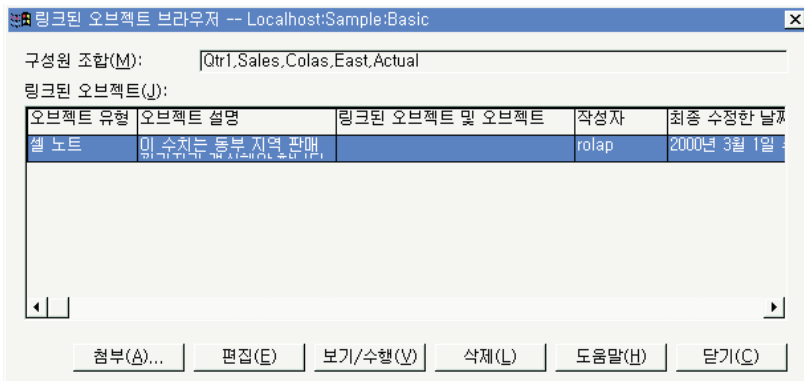 링크된 오브젝트 브라우저 -- Localhost:Sample:Basic
구성원 조합(M): Qtr1,Sales,Colas,East,Actual
링크된 오브젝트(J):
오브젝트 유형 오브젝트 설명 링크된 오브젝트 및 오브젝트 작성자 최종 수정한 날짜
셀 노트 이 수치는 동부 지역 판매 rolap 2000년 3월 1일
첨부(A)... 편집(E) 보기/수행(V) 삭제(L) 도움말(H) 닫기(C)